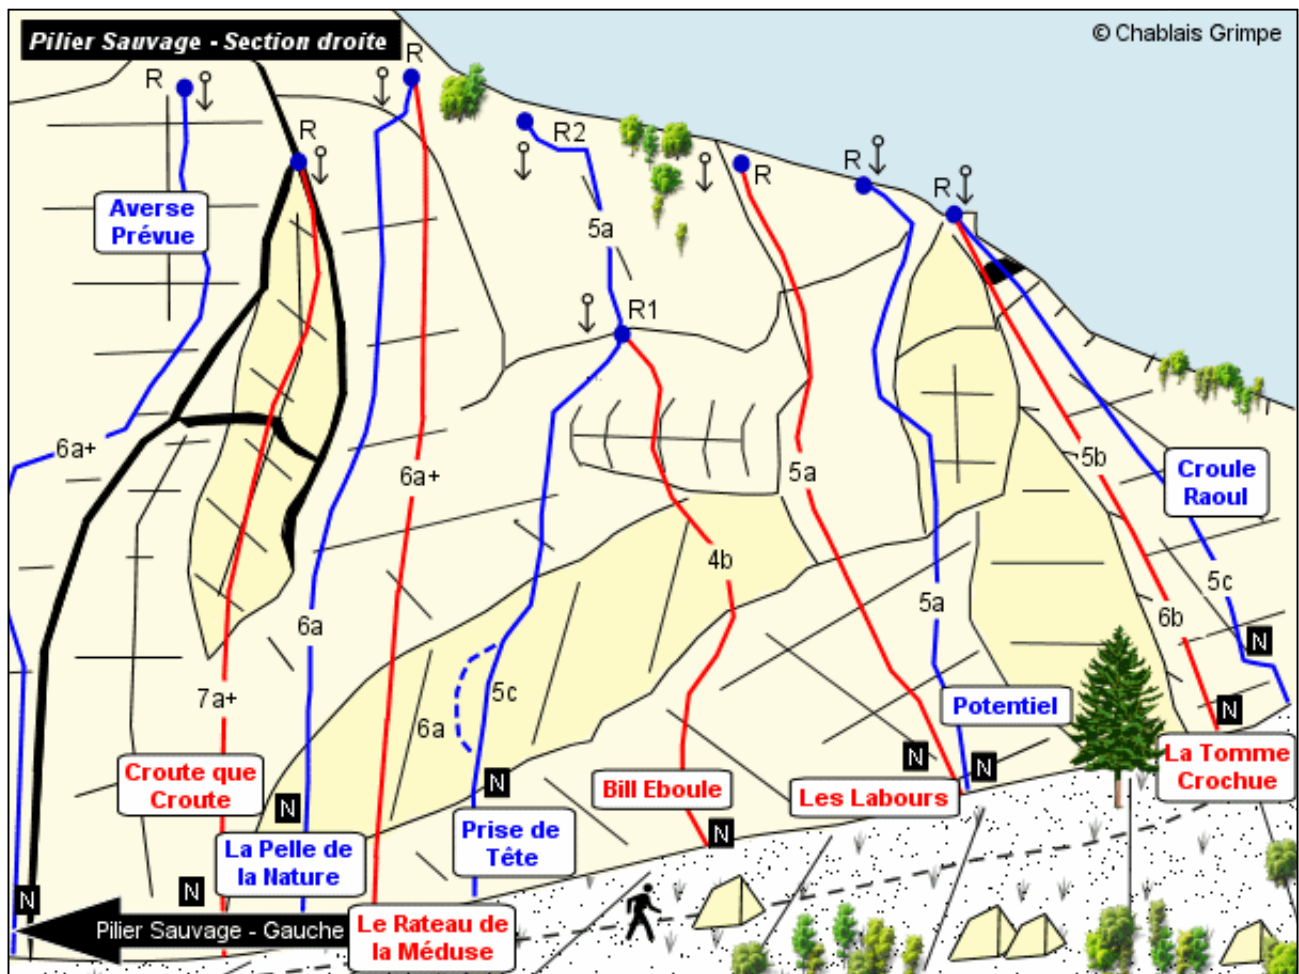 Pilier Sauvage - Section droite
© Chablais Grimpe
R
R
R
R2
R
R
R
Averse
Prévue
5a
R1
6a+
6a+
5a
5b
Croule
Raoul
4b
5c
5a
6a
6b
N
7a+
5c
6a
Potentiel
N
La Tomme
Crochue
N
N
N
Croute que
Croute
Bill Eboule
Les Labours
N
Prise de
Tête
N
La Pelle de
la Nature
N
N
Pilier Sauvage - Gauche
Le Rateau de
la Méduse